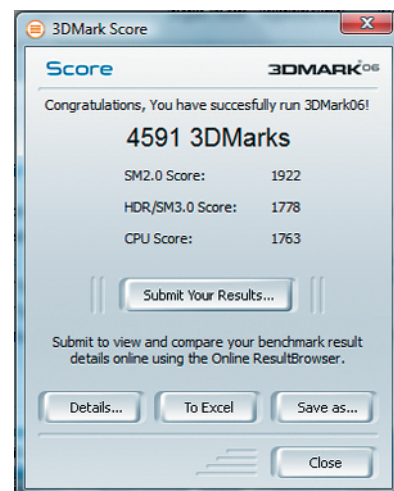 3DMark Score
Score 3DMARK06
Congratulations, You have succesfully run 3DMark06!
4591 3DMarks
SM2.0 Score: 1922
HDR/SM3.0 Score: 1778
CPU Score: 1763
Submit Your Results...
Submit to view and compare your benchmark result
details online using the Online ResultBrowser.
Details... To Excel Save as...
Close